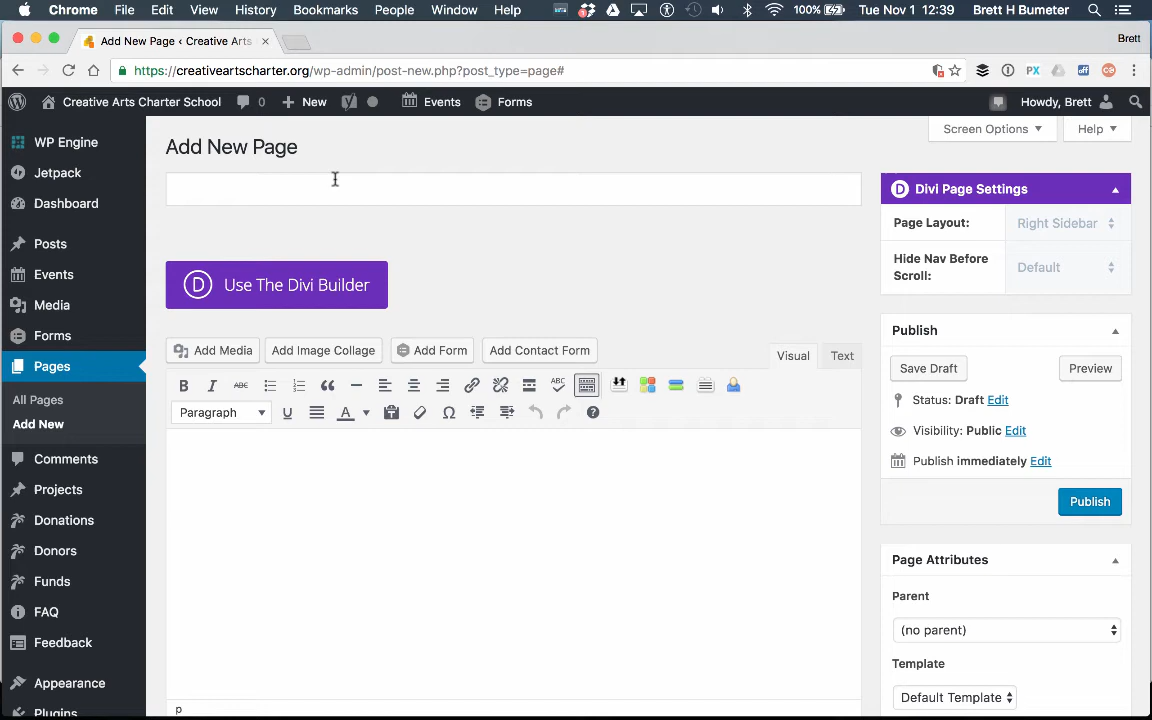 Chrome File Edit View History Bookmarks People Window Help 100% Tue Nov 1 12:39 Brett H Bumeter
Add New Page ‹ Creative Arts × Brett
https://creativeartscharter.org/wp-admin/post-new.php?post_type=page#
Creative Arts Charter School 0 New Events Forms Howdy, Brett
WP Engine
Jetpack
Dashboard
Posts
Events
Media
Forms
Pages
All Pages
Add New
Comments
Projects
Donations
Donors
Funds
FAQ
Feedback
Appearance
Plugins
Screen Options Help
Add New Page
Use The Divi Builder
Add Media Add Image Collage Add Form Add Contact Form Visual Text
B I ABC ABC
Paragraph U A Ω
p
Divi Page Settings
Page Layout: Right Sidebar
Hide Nav Before
Scroll: Default
Publish
Save Draft Preview
Status: Draft Edit
Visibility: Public Edit
Publish immediately Edit
Publish
Page Attributes
Parent
(no parent)
Template
Default Template